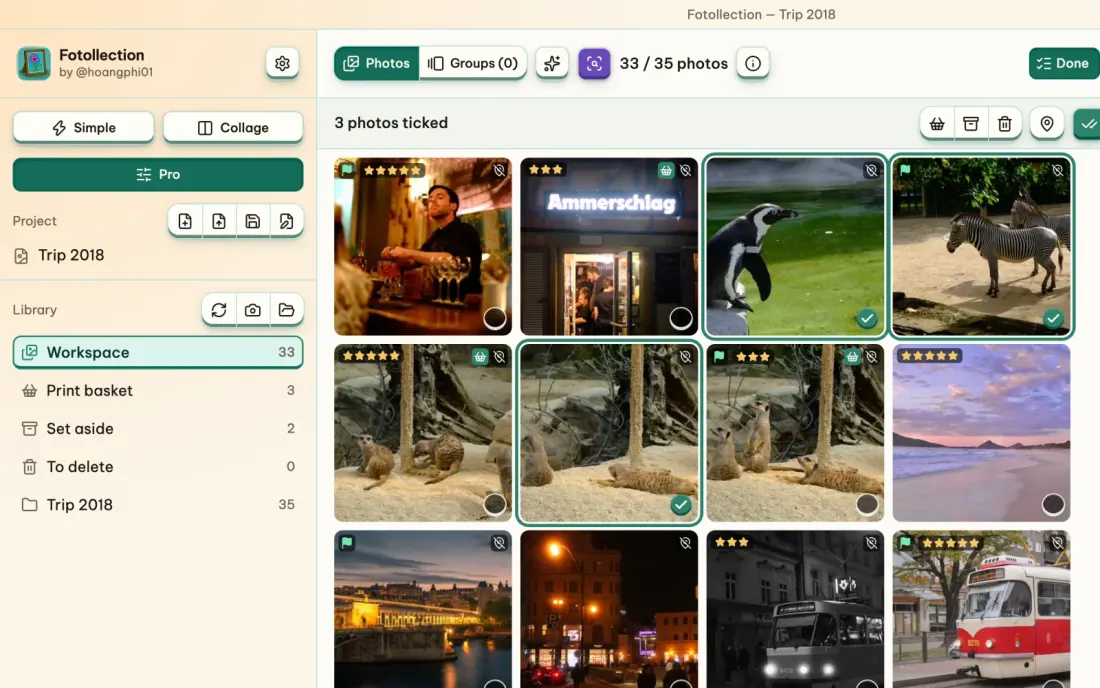 Fotollection — Trip 2018
Fotollection
by @hoangphi01
Photos
Groups (0)
33 / 35 photos
Done
Simple
Collage
3 photos ticked
Pro
Project
Trip 2018
Library
Workspace 33
Print basket 3
Set aside 2
To delete 0
Trip 2018 35
Ammerschlag